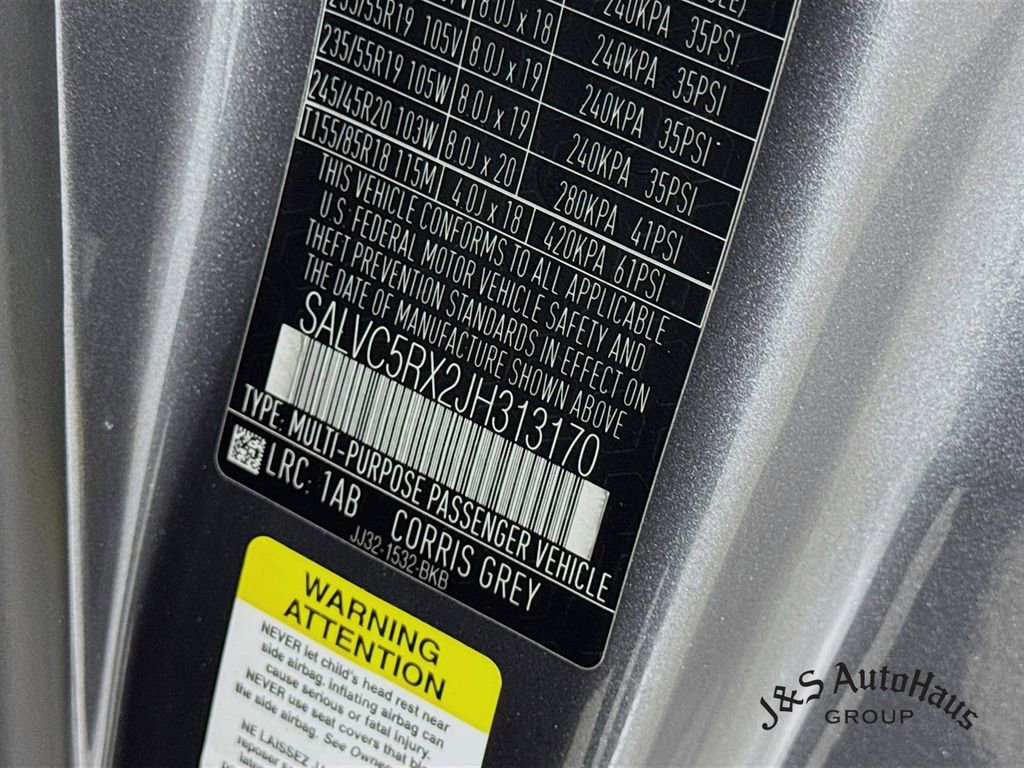 8.0J x 18 240KPA 35PSI
235/55R19 105V 8.0J x 19 240KPA 35PSI
235/55R19 105W 8.0J x 19 240KPA 35PSI
245/45R20 103W 8.0J x 20 280KPA 41PSI
T155/85R18 115M 4.0J x 18 420KPA 61PSI
THIS VEHICLE CONFORMS TO ALL APPLICABLE
U.S. FEDERAL MOTOR VEHICLE SAFETY AND
THEFT PREVENTION STANDARDS IN EFFECT ON
THE DATE OF MANUFACTURE SHOWN ABOVE
SALVC5RX2JH313170
TYPE: MULTI-PURPOSE PASSENGER VEHICLE
LRC: 1AB CORRIS GREY
JJ32-1532-BKB
WARNING
ATTENTION
NEVER let child's head rest near
side airbag. Inflating airbag can
cause serious or fatal injury.
NEVER use seat covers that
the side airbag. See
NE LAISSEZ
J&S AutoHaus
GROUP